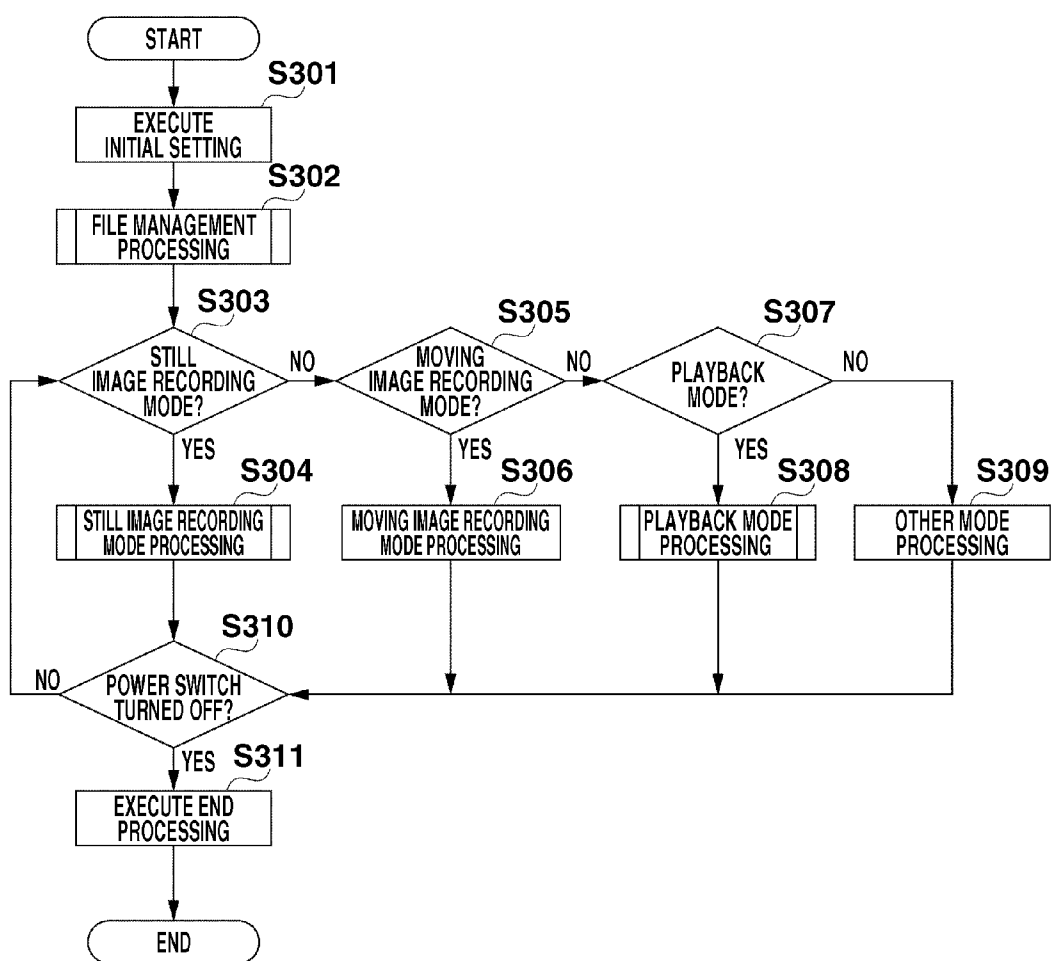 START
S301
EXECUTE
INITIAL SETTING
S302
FILE MANAGEMENT
PROCESSING
S303
STILL
IMAGE RECORDING
MODE?
NO
YES
S305
MOVING
IMAGE RECORDING
MODE?
NO
YES
S307
PLAYBACK
MODE?
NO
YES
S304
STILL IMAGE RECORDING
MODE PROCESSING
S306
MOVING IMAGE RECORDING
MODE PROCESSING
S308
PLAYBACK MODE
PROCESSING
S309
OTHER MODE
PROCESSING
S310
POWER SWITCH
TURNED OFF?
NO
YES
S311
EXECUTE END
PROCESSING
END